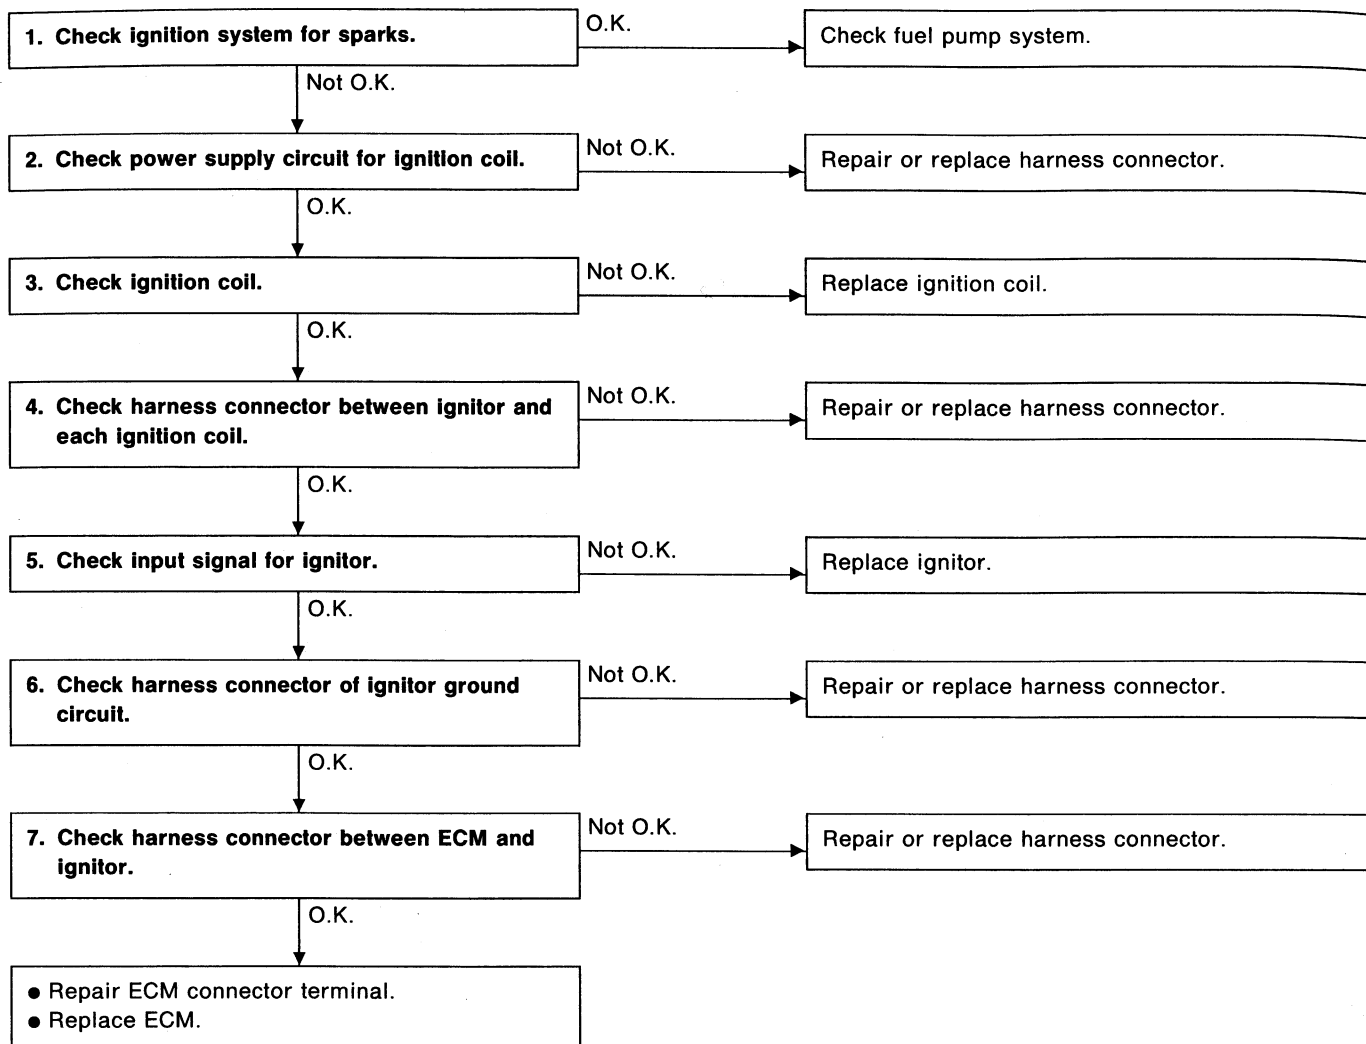 1. Check ignition system for sparks.
O.K.
Check fuel pump system.
Not O.K.
2. Check power supply circuit for ignition coil.
Not O.K.
Repair or replace harness connector.
O.K.
3. Check ignition coil.
Not O.K.
Replace ignition coil.
O.K.
4. Check harness connector between ignitor and
each ignition coil.
Not O.K.
Repair or replace harness connector.
O.K.
5. Check input signal for ignitor.
Not O.K.
Replace ignitor.
O.K.
6. Check harness connector of ignitor ground
circuit.
Not O.K.
Repair or replace harness connector.
O.K.
7. Check harness connector between ECM and
ignitor.
Not O.K.
Repair or replace harness connector.
O.K.
● Repair ECM connector terminal.
● Replace ECM.